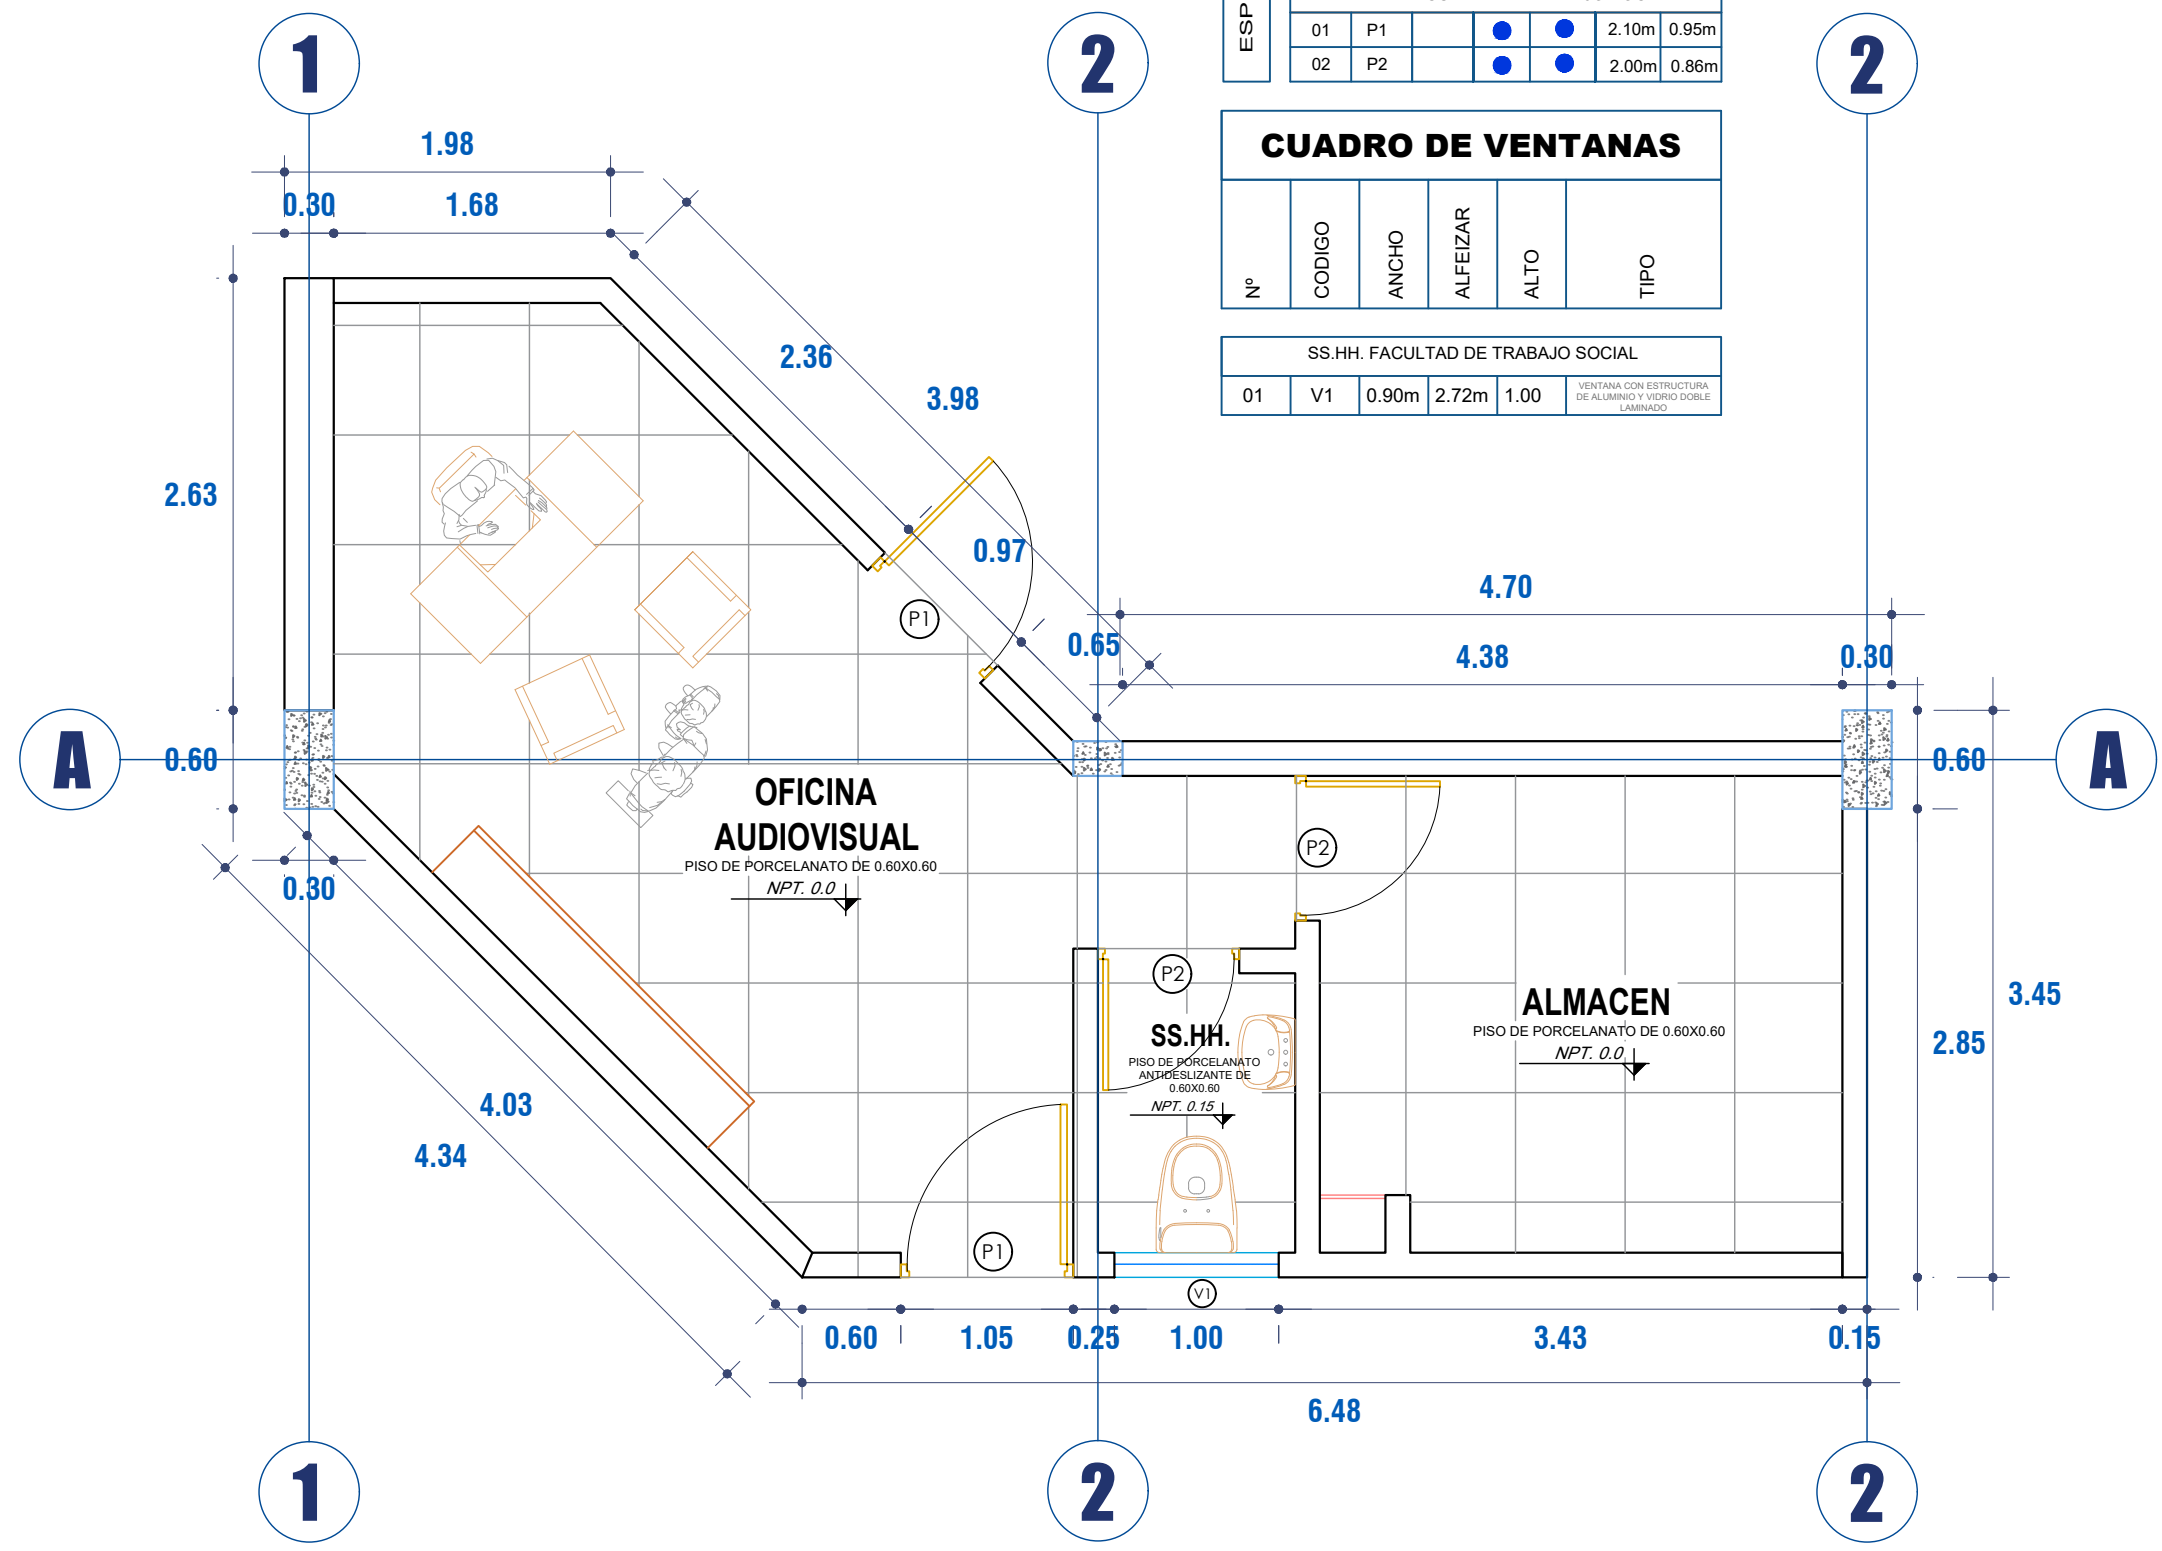 ESP
01 P1 2.10m 0.95m
02 P2 2.00m 0.86m
1 2 2
CUADRO DE VENTANAS
Nº CODIGO ANCHO ALFEIZAR ALTO TIPO
SS.HH. FACULTAD DE TRABAJO SOCIAL
01 V1 0.90m 2.72m 1.00 VENTANA CON ESTRUCTURA
DE ALUMINIO Y VIDRIO DOBLE
LAMINADO
1.98
0.30 1.68
2.36
3.98
2.63
0.97
4.70
P1
0.65 4.38 0.30
A 0.60 0.60 A
OFICINA
AUDIOVISUAL
PISO DE PORCELANATO DE 0.60X0.60
NPT. 0.0
P2
0.30
P2
ALMACEN
PISO DE PORCELANATO DE 0.60X0.60
NPT. 0.0
3.45
2.85
SS.HH.
PISO DE PORCELANATO
ANTIDESLIZANTE DE
0.60X0.60
NPT. 0.15
4.03
4.34
P1
V1
0.60 1.05 0.25 1.00 3.43 0.15
6.48
1 2 2